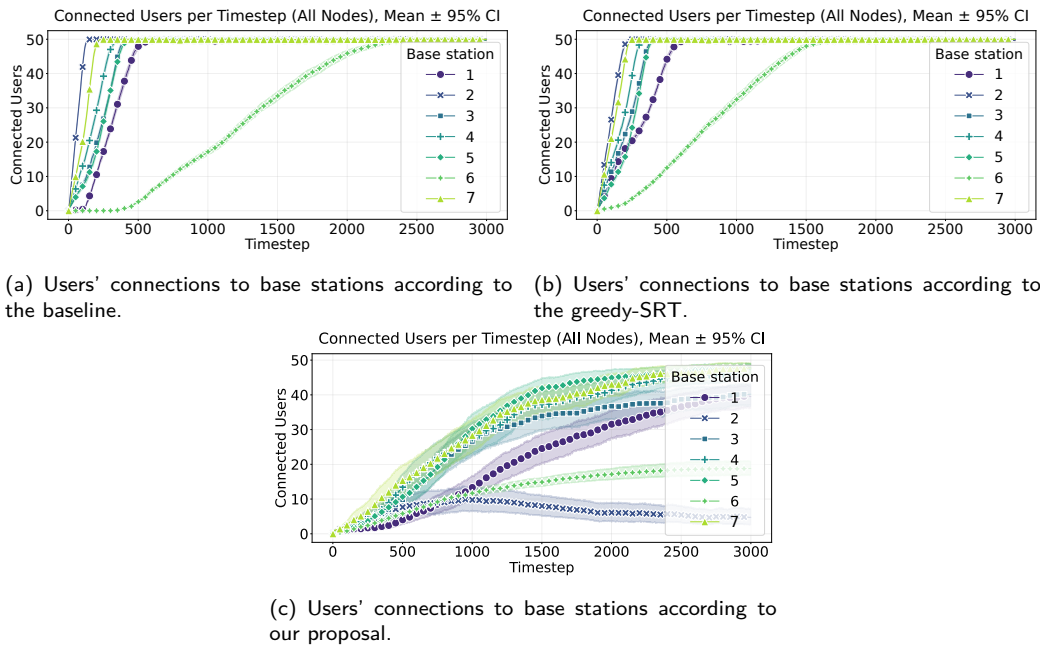 Connected Users per Timestep (All Nodes), Mean ± 95% CI
Connected Users
50
40
30
20
10
0
0 500 1000 1500 2000 2500 3000
Timestep
Base station
1
2
3
4
5
6
7
(a) Users' connections to base stations according to
the baseline.
Connected Users per Timestep (All Nodes), Mean ± 95% CI
Connected Users
50
40
30
20
10
0
0 500 1000 1500 2000 2500 3000
Timestep
Base station
1
2
3
4
5
6
7
(b) Users' connections to base stations according to
the greedy-SRT.
Connected Users per Timestep (All Nodes), Mean ± 95% CI
Connected Users
50
40
30
20
10
0
0 500 1000 1500 2000 2500 3000
Timestep
Base station
1
2
3
4
5
6
7
(c) Users' connections to base stations according to
our proposal.